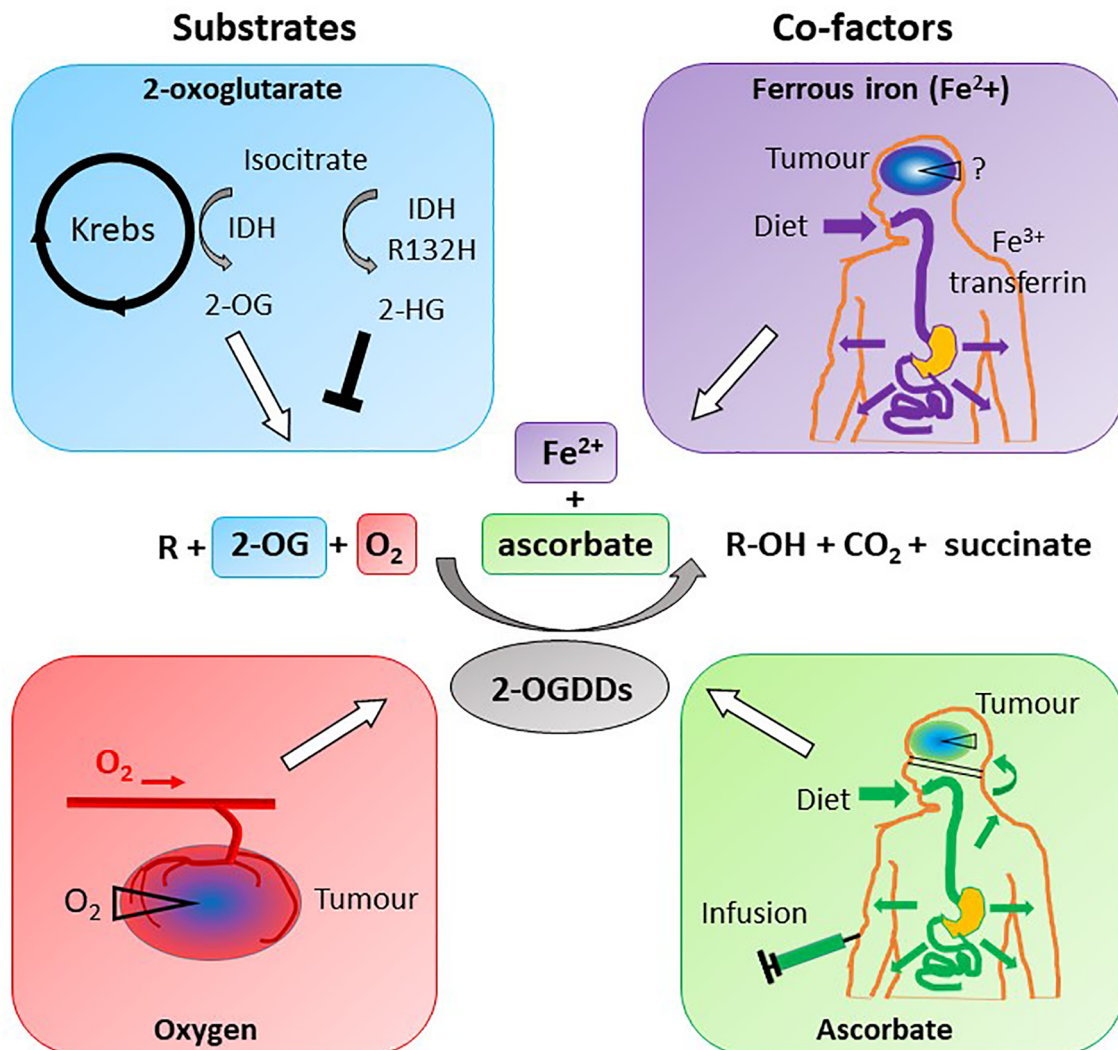 Substrates
Co-factors
2-oxoglutarate
Isocitrate
Krebs
IDH
IDH
R132H
2-OG
2-HG
Ferrous iron (Fe²+)
Tumour
?
Diet
Fe³⁺
transferrin
Fe²⁺
+
R + 2-OG + O₂
ascorbate
R-OH + CO₂ + succinate
2-OGDDs
O₂
O₂
Tumour
Oxygen
Tumour
Diet
Infusion
Ascorbate